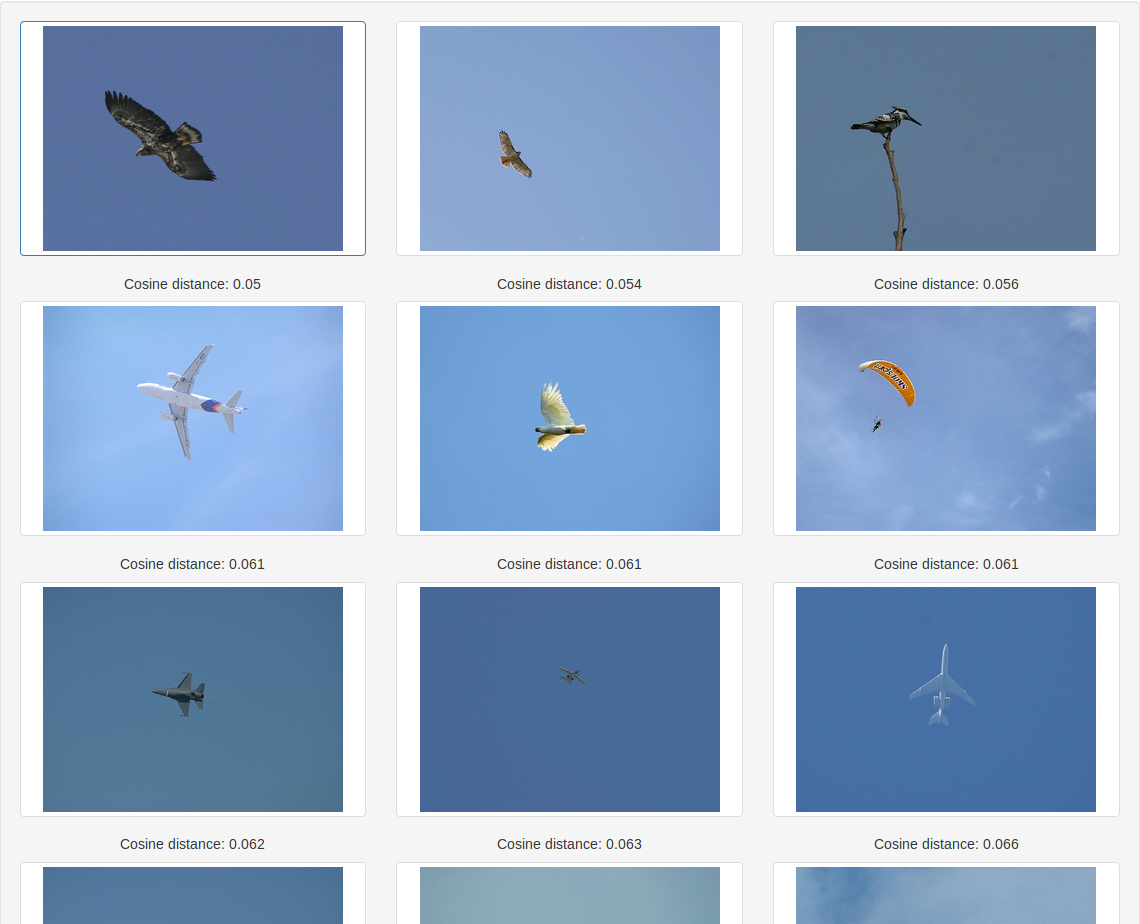 Cosine distance: 0.05
Cosine distance: 0.054
Cosine distance: 0.056
Cosine distance: 0.061
Cosine distance: 0.061
Cosine distance: 0.061
Cosine distance: 0.062
Cosine distance: 0.063
Cosine distance: 0.066